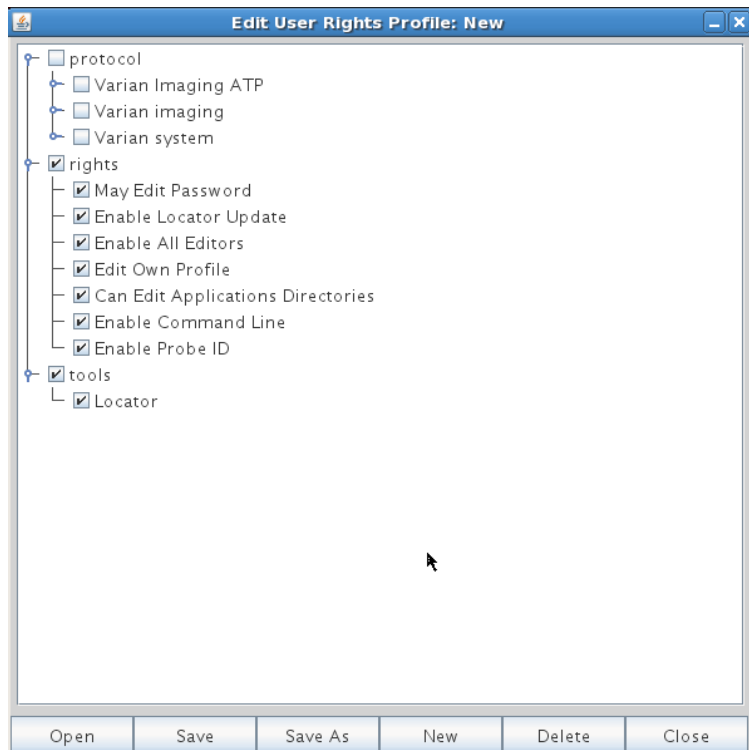 Edit User Rights Profile: New
protocol
Varian Imaging ATP
Varian imaging
Varian system
rights
May Edit Password
Enable Locator Update
Enable All Editors
Edit Own Profile
Can Edit Applications Directories
Enable Command Line
Enable Probe ID
tools
Locator
Open Save Save As New Delete Close